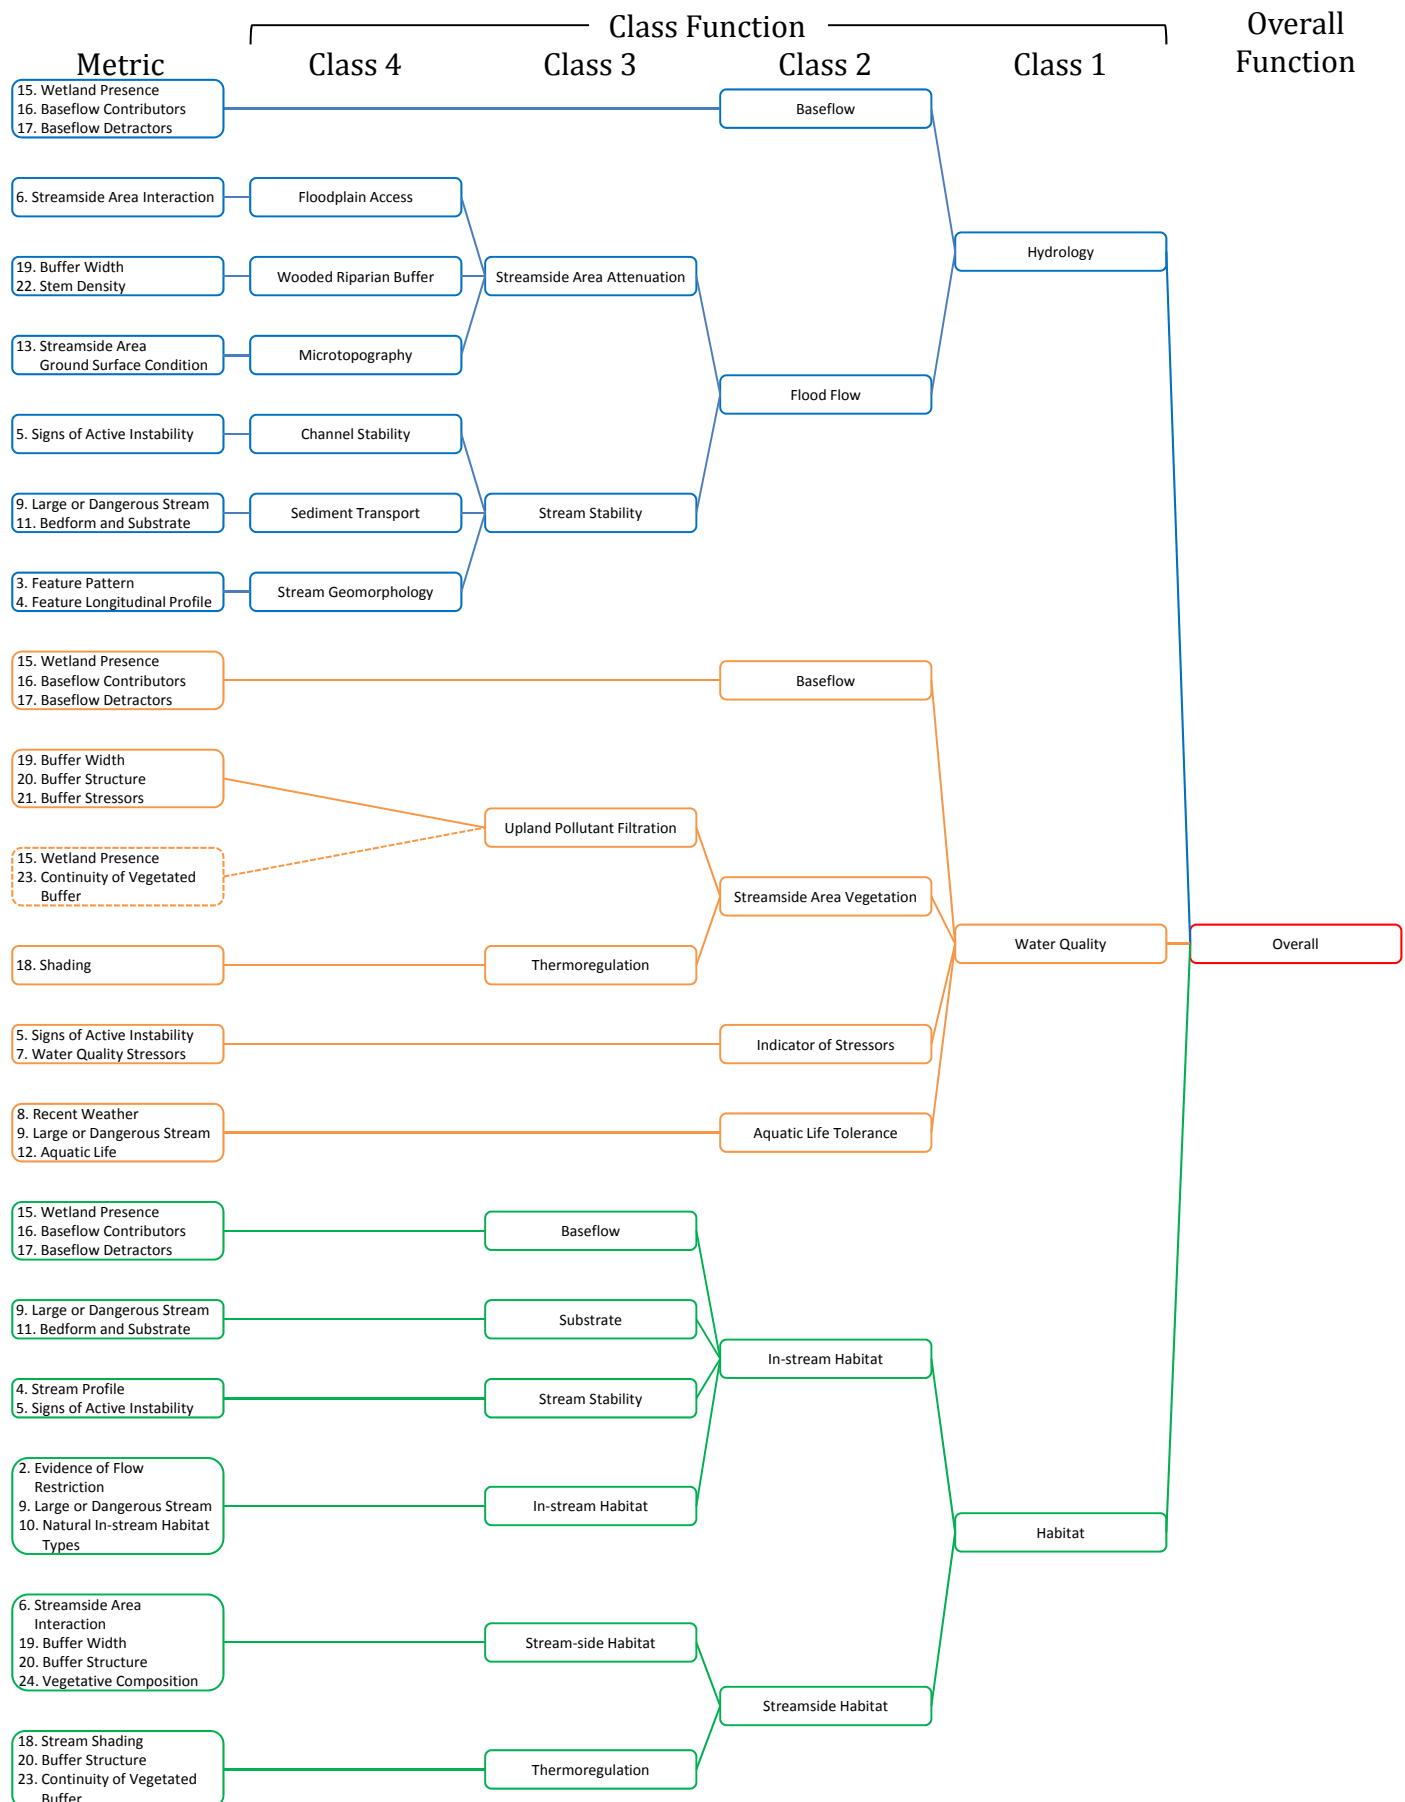 Class Function
Overall
Function
Metric
Class 4
Class 3
Class 2
Class 1
15. Wetland Presence
16. Baseflow Contributors
17. Baseflow Detractors
Baseflow
6. Streamside Area Interaction
Floodplain Access
Hydrology
19. Buffer Width
22. Stem Density
Wooded Riparian Buffer
Streamside Area Attenuation
13. Streamside Area
Ground Surface Condition
Microtopography
Flood Flow
5. Signs of Active Instability
Channel Stability
9. Large or Dangerous Stream
11. Bedform and Substrate
Sediment Transport
Stream Stability
3. Feature Pattern
4. Feature Longitudinal Profile
Stream Geomorphology
15. Wetland Presence
16. Baseflow Contributors
17. Baseflow Detractors
Baseflow
19. Buffer Width
20. Buffer Structure
21. Buffer Stressors
Upland Pollutant Filtration
15. Wetland Presence
23. Continuity of Vegetated
Buffer
Streamside Area Vegetation
18. Shading
Thermoregulation
Water Quality
Overall
5. Signs of Active Instability
7. Water Quality Stressors
Indicator of Stressors
8. Recent Weather
9. Large or Dangerous Stream
12. Aquatic Life
Aquatic Life Tolerance
15. Wetland Presence
16. Baseflow Contributors
17. Baseflow Detractors
Baseflow
9. Large or Dangerous Stream
11. Bedform and Substrate
Substrate
In-stream Habitat
4. Stream Profile
5. Signs of Active Instability
Stream Stability
2. Evidence of Flow
Restriction
9. Large or Dangerous Stream
10. Natural In-stream Habitat
Types
In-stream Habitat
Habitat
6. Streamside Area
Interaction
19. Buffer Width
20. Buffer Structure
24. Vegetative Composition
Stream-side Habitat
Streamside Habitat
18. Stream Shading
20. Buffer Structure
23. Continuity of Vegetated
Buffer
Thermoregulation